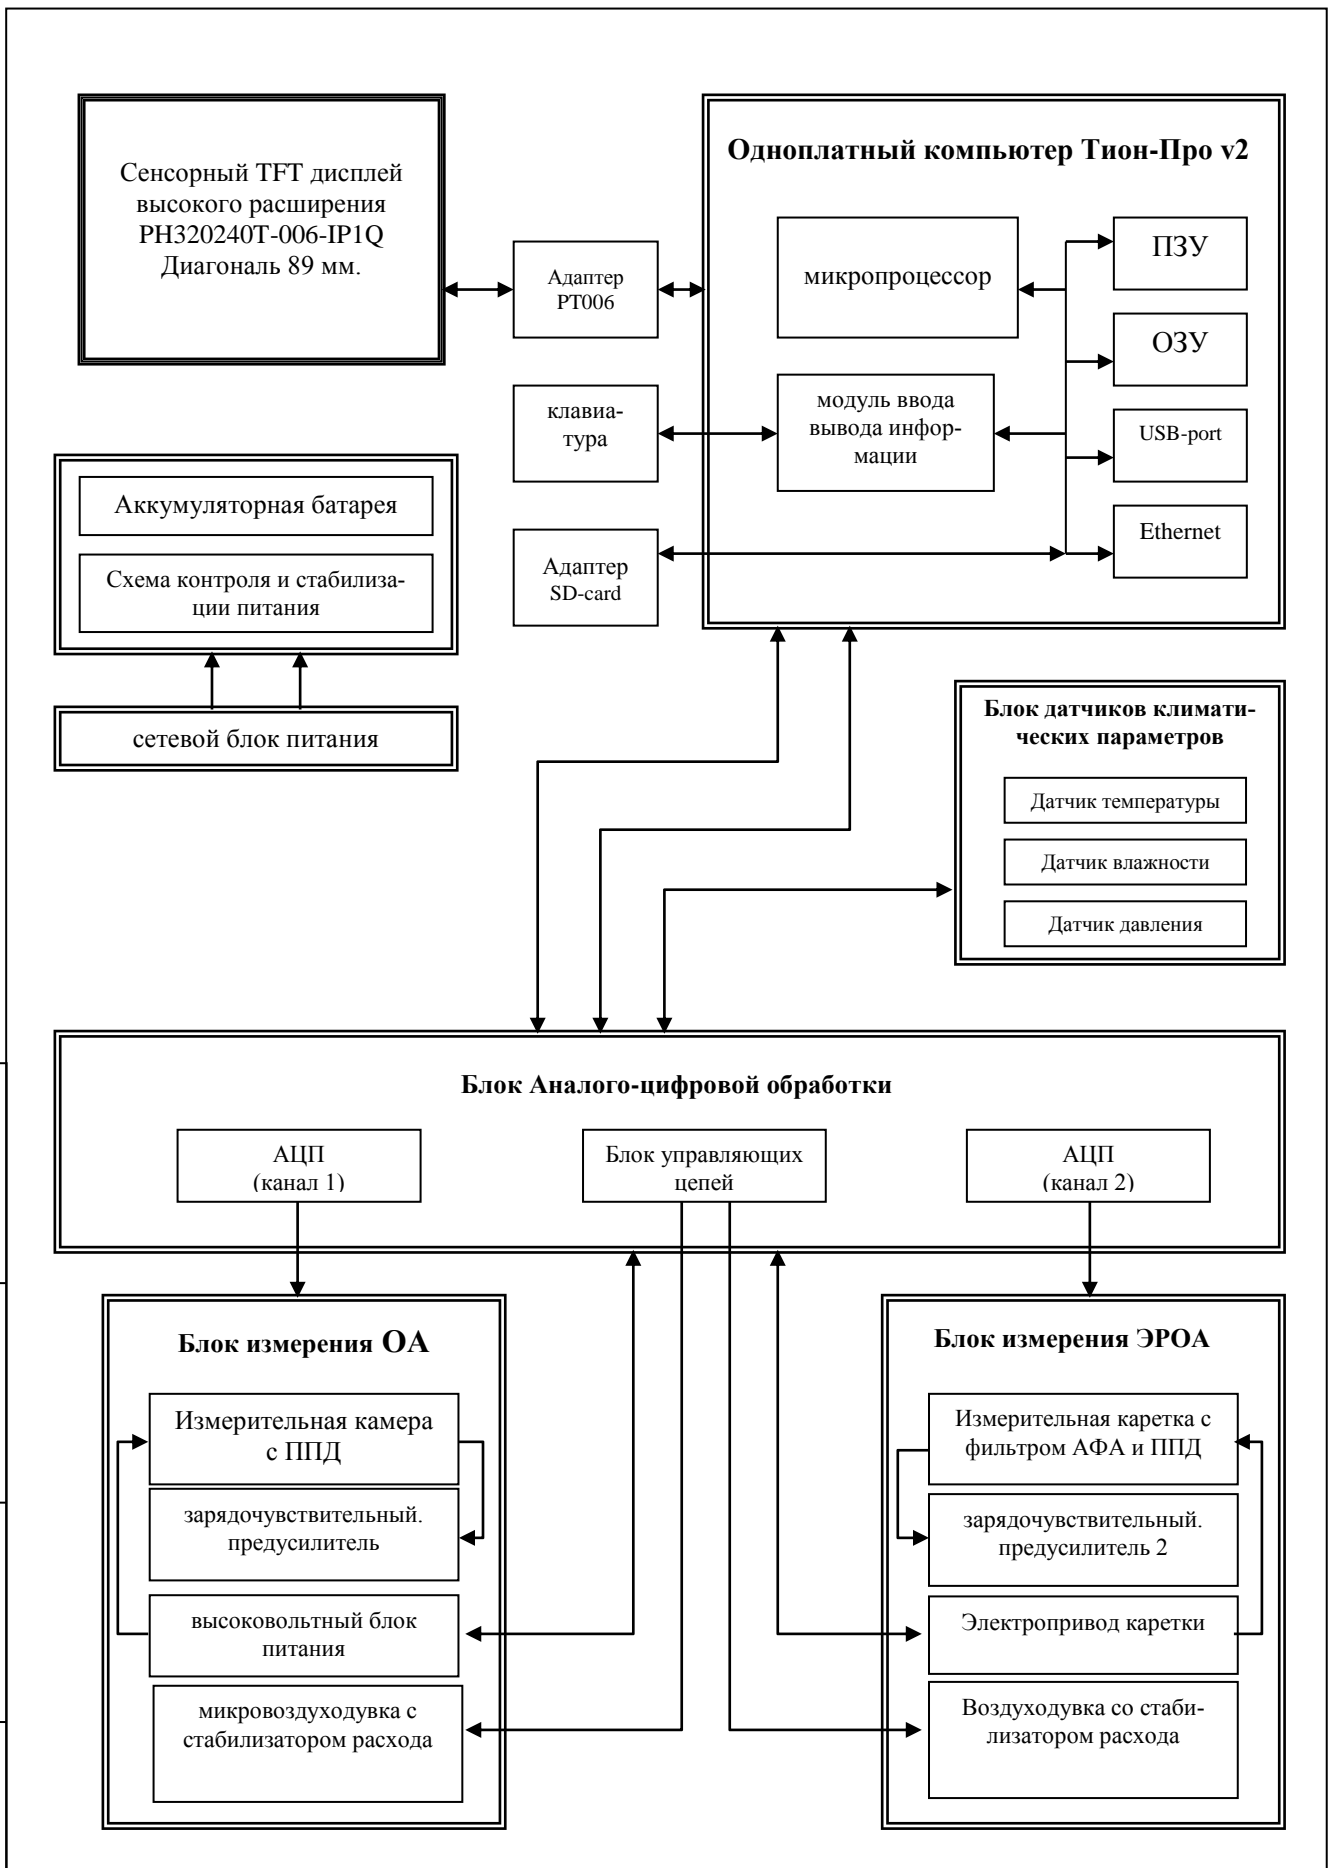 Сенсорный TFT дисплей
высокого расширения
PH320240T-006-IP1Q
Диагональ 89 мм.
Одноплатный компьютер Тион-Про v2
микропроцессор
ПЗУ
ОЗУ
USB-port
Ethernet
модуль ввода
вывода инфор-
мации
Адаптер
PT006
клавиа-
тура
Адаптер
SD-card
Аккумуляторная батарея
Схема контроля и стабилиза-
ции питания
сетевой блок питания
Блок датчиков климати-
ческих параметров
Датчик температуры
Датчик влажности
Датчик давления
Блок Аналого-цифровой обработки
АЦП
(канал 1)
Блок управляющих
цепей
АЦП
(канал 2)
Блок измерения ОА
Измерительная камера
с ППД
зарядочувствительный.
предусилитель
высоковольтный блок
питания
микровоздуходувка с
стабилизатором расхода
Блок измерения ЭРОА
Измерительная каретка с
фильтром АФА и ППД
зарядочувствительный.
предусилитель 2
Электропривод каретки
Воздуходувка со стаби-
лизатором расхода